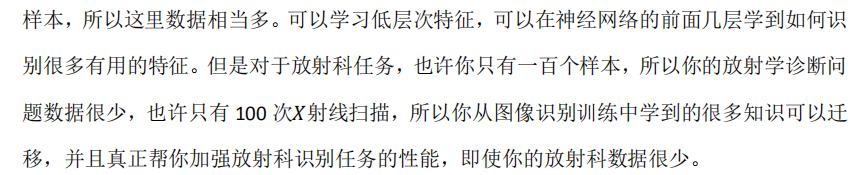 样本，所以这里数据相当多。可以学习低层次特征，可以在神经网络的前面几层学到如何识
别很多有用的特征。但是对于放射科任务，也许你只有一百个样本，所以你的放射学诊断问
题数据很少，也许只有 100 次X射线扫描，所以你从图像识别训练中学到的很多知识可以迁
移，并且真正帮你加强放射科识别任务的性能，即使你的放射科数据很少。